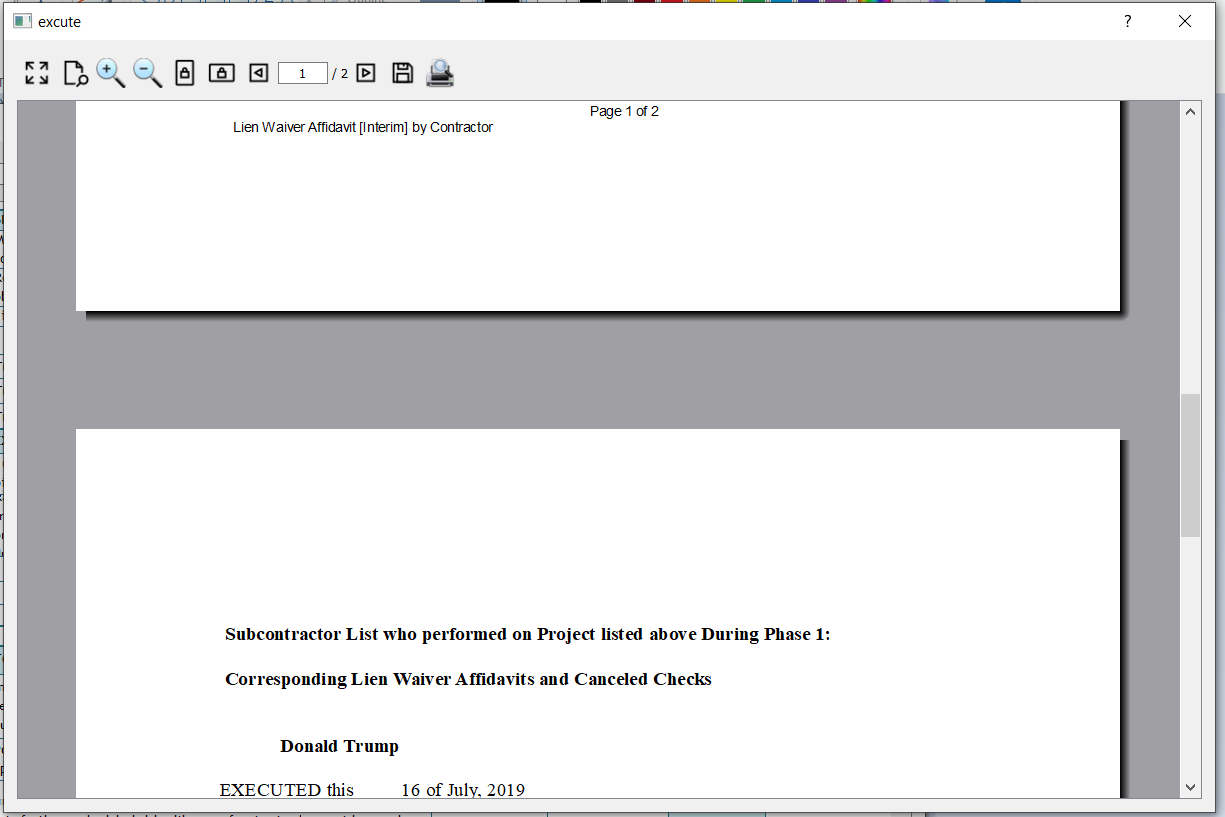 excute
?
1 / 2
Page 1 of 2
Lien Waiver Affidavit [Interim] by Contractor
Subcontractor List who performed on Project listed above During Phase 1:
Corresponding Lien Waiver Affidavits and Canceled Checks
Donald Trump
EXECUTED this 16 of July, 2019